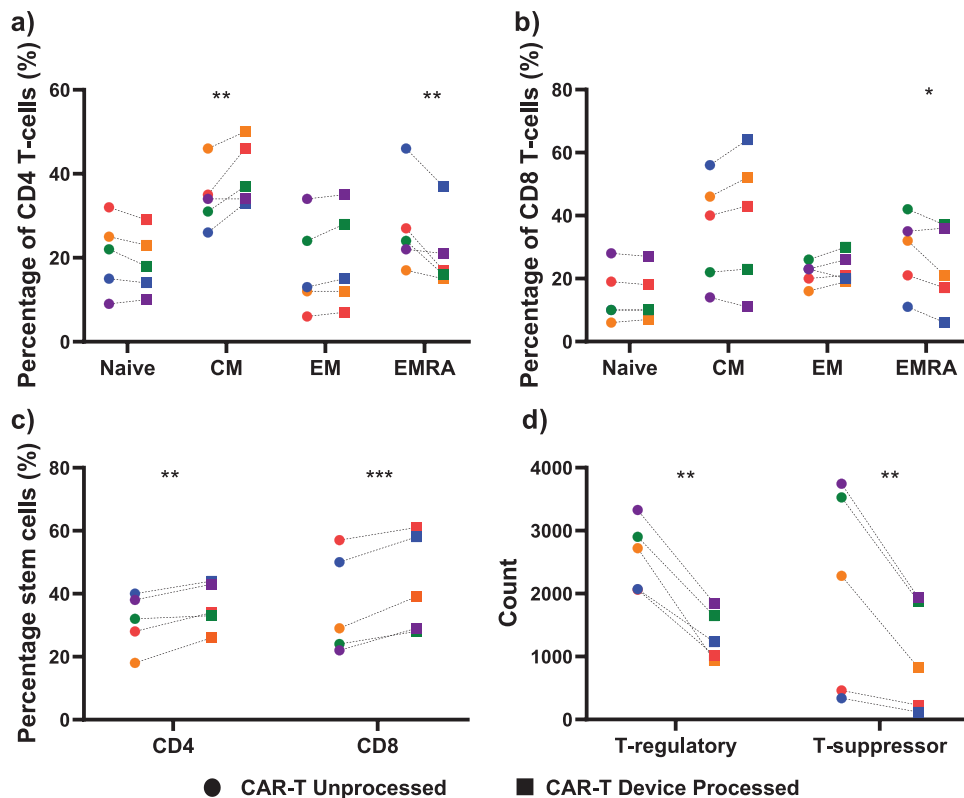 a)
Percentage of CD4 T-cells (%)
60
40
20
0
**
**
Naive CM EM EMRA
b)
Percentage of CD8 T-cells (%)
80
60
40
20
0
*
Naive CM EM EMRA
c)
Percentage stem cells (%)
80
60
40
20
0
**
***
CD4 CD8
d)
Count
4000
3000
2000
1000
0
**
**
T-regulatory T-suppressor
CAR-T Unprocessed CAR-T Device Processed